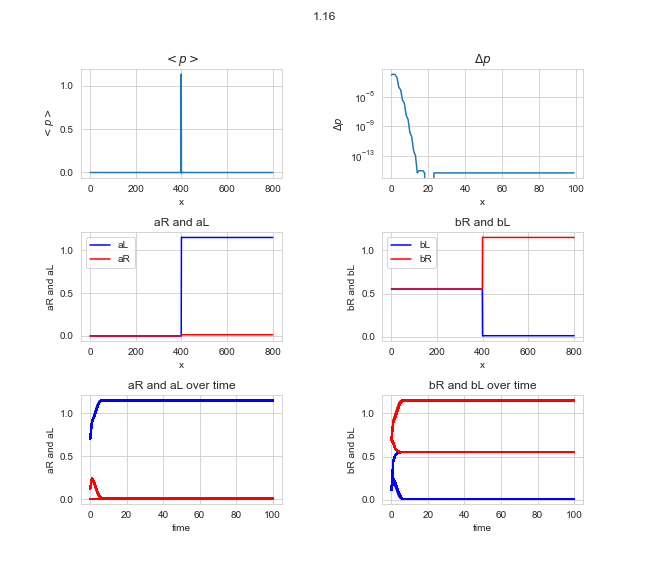 1.16
< p >
Δp
< p >
1.0
0.5
0.0
0 200 400 600 800
x
Δp
10⁻⁵
10⁻⁹
10⁻¹³
0 20 40 60 80 100
x
aR and aL
bR and bL
aR and aL
1.0
0.5
0.0
aL
aR
0 200 400 600 800
x
bR and bL
1.0
0.5
0.0
bL
bR
0 200 400 600 800
x
aR and aL over time
bR and bL over time
aR and aL
1.0
0.5
0.0
0 20 40 60 80 100
time
bR and bL
1.0
0.5
0.0
0 20 40 60 80 100
time